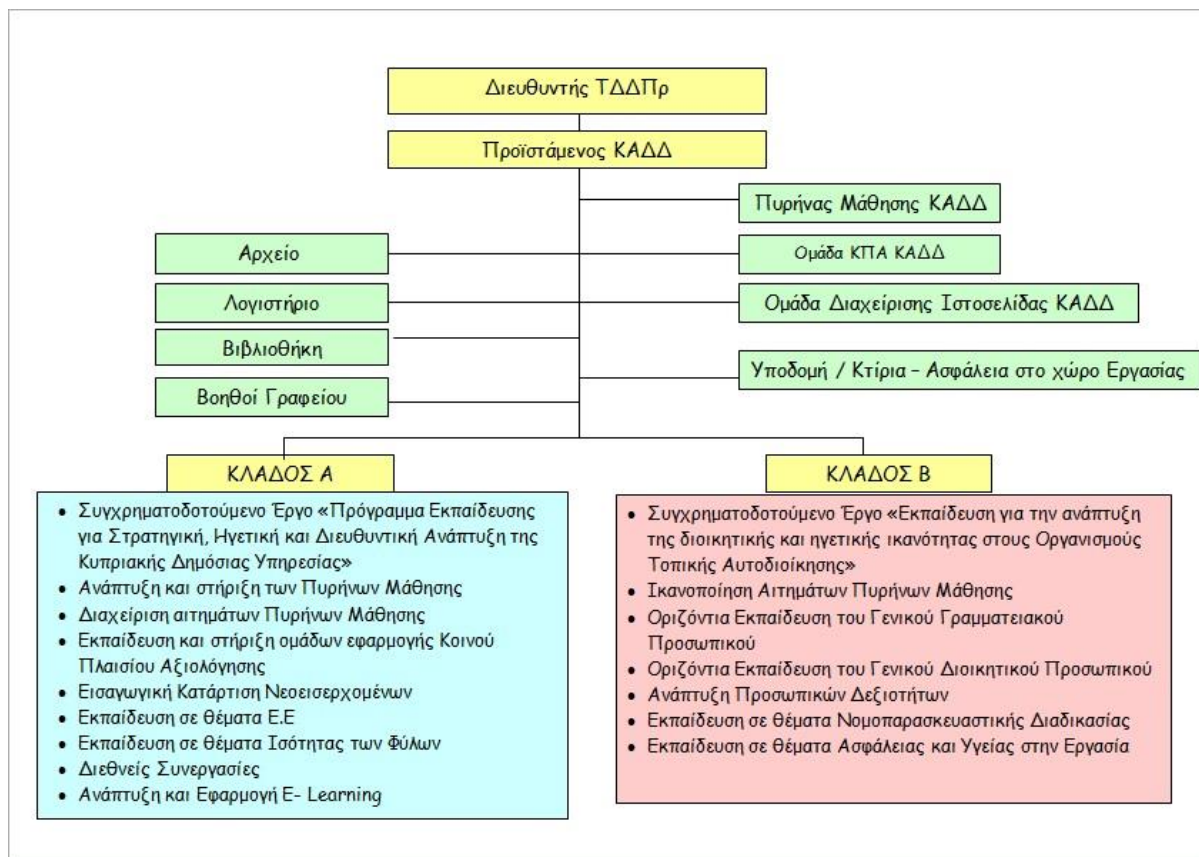 Διευθυντής ΤΔΔΠρ
Προϊστάμενος ΚΑΔΔ
Πυρήνας Μάθησης ΚΑΔΔ
Αρχείο
Ομάδα ΚΠΑ ΚΑΔΔ
Λογιστήριο
Ομάδα Διαχείρισης Ιστοσελίδας ΚΑΔΔ
Βιβλιοθήκη
Υποδομή / Κτίρια – Ασφάλεια στο χώρο Εργασίας
Βοηθοί Γραφείου
ΚΛΑΔΟΣ Α
• Συγχρηματοδοτούμενο Έργο «Πρόγραμμα Εκπαίδευσης
για Στρατηγική, Ηγετική και Διευθυντική Ανάπτυξη της
Κυπριακής Δημόσιας Υπηρεσίας»
• Ανάπτυξη και στήριξη των Πυρήνων Μάθησης
• Διαχείριση αιτημάτων Πυρήνων Μάθησης
• Εκπαίδευση και στήριξη ομάδων εφαρμογής Κοινού
Πλαισίου Αξιολόγησης
• Εισαγωγική Κατάρτιση Νεοεισερχομένων
• Εκπαίδευση σε θέματα Ε.Ε
• Εκπαίδευση σε θέματα Ισότητας των Φύλων
• Διεθνείς Συνεργασίες
• Ανάπτυξη και Εφαρμογή E- Learning
ΚΛΑΔΟΣ Β
• Συγχρηματοδοτούμενο Έργο «Εκπαίδευση για την ανάπτυξη
της διοικητικής και ηγετικής ικανότητας στους Οργανισμούς
Τοπικής Αυτοδιοίκησης»
• Ικανοποίηση Αιτημάτων Πυρήνων Μάθησης
• Οριζόντια Εκπαίδευση του Γενικού Γραμματειακού
Προσωπικού
• Οριζόντια Εκπαίδευση του Γενικού Διοικητικού Προσωπικού
• Ανάπτυξη Προσωπικών Δεξιοτήτων
• Εκπαίδευση σε θέματα Νομοπαρασκευαστικής Διαδικασίας
• Εκπαίδευση σε θέματα Ασφάλειας και Υγείας στην Εργασία